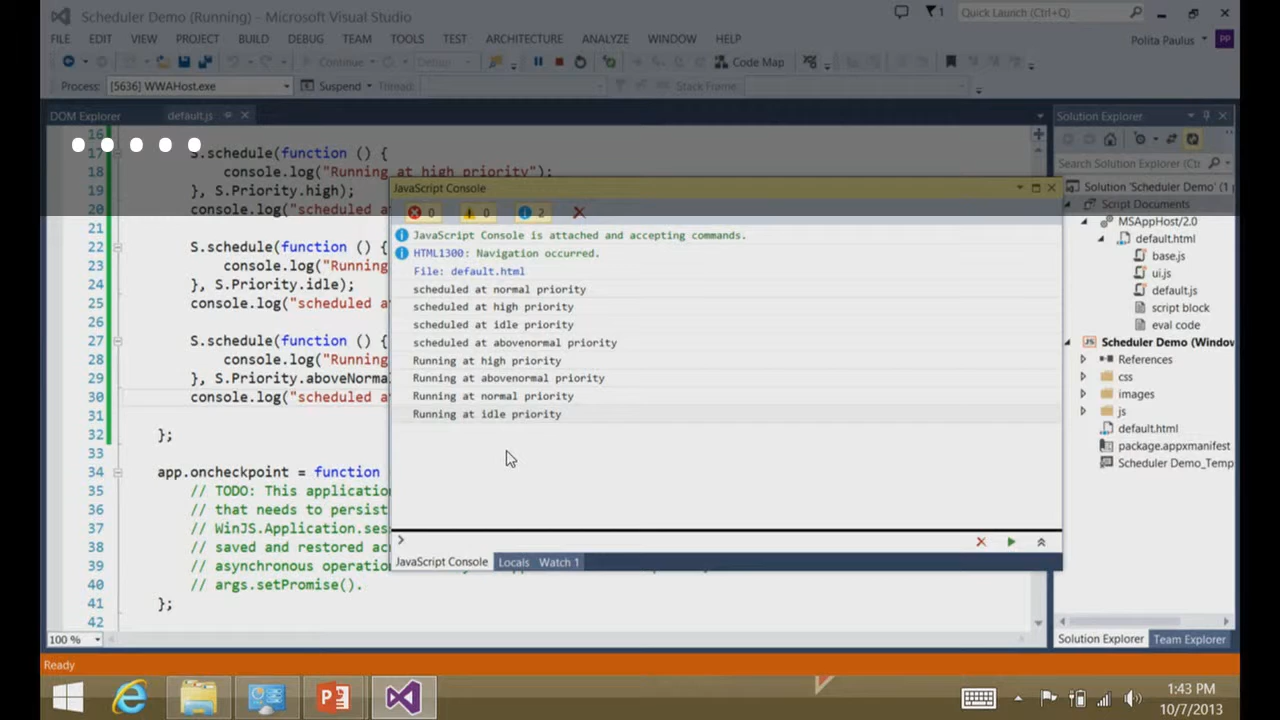 Scheduler Demo (Running) - Microsoft Visual Studio
1
Quick Launch (Ctrl+Q)
FILE EDIT VIEW PROJECT BUILD DEBUG TEAM TOOLS TEST ARCHITECTURE ANALYZE WINDOW HELP
Polita Paulus PP
Continue Debug Code Map
Process: [5636] WWAHost.exe Suspend Thread: Stack Frame:
DOM Explorer default.js
Solution Explorer
16
17 S.schedule(function () {
18 console.log("Running at high priority");
19 }, S.Priority.high);
20 console.log("scheduled
21
22 S.schedule(function () {
23 console.log("Running
24 }, S.Priority.idle);
25 console.log("scheduled a
26
27 S.schedule(function () {
28 console.log("Running
29 }, S.Priority.aboveNorma
30 console.log("scheduled a
31
32 };
33
34 app.oncheckpoint = function
35 // TODO: This application
36 // that needs to persist
37 // WinJS.Application.ses
38 // saved and restored ac
39 // asynchronous operation
40 // args.setPromise().
41 };
42
100 %
JavaScript Console
0 0 2
JavaScript Console is attached and accepting commands.
HTML1300: Navigation occurred.
File: default.html
scheduled at normal priority
scheduled at high priority
scheduled at idle priority
scheduled at abovenormal priority
Running at high priority
Running at abovenormal priority
Running at normal priority
Running at idle priority
>
JavaScript Console Locals Watch 1
Search Solution Explorer (Ctr
Solution 'Scheduler Demo' (1
Script Documents
MSAppHost/2.0
default.html
base.js
ui.js
default.js
script block
eval code
JS Scheduler Demo (Window
References
css
images
js
default.html
package.appxmanifest
Scheduler Demo_Temp
Solution Explorer Team Explorer
Ready
1:43 PM
10/7/2013